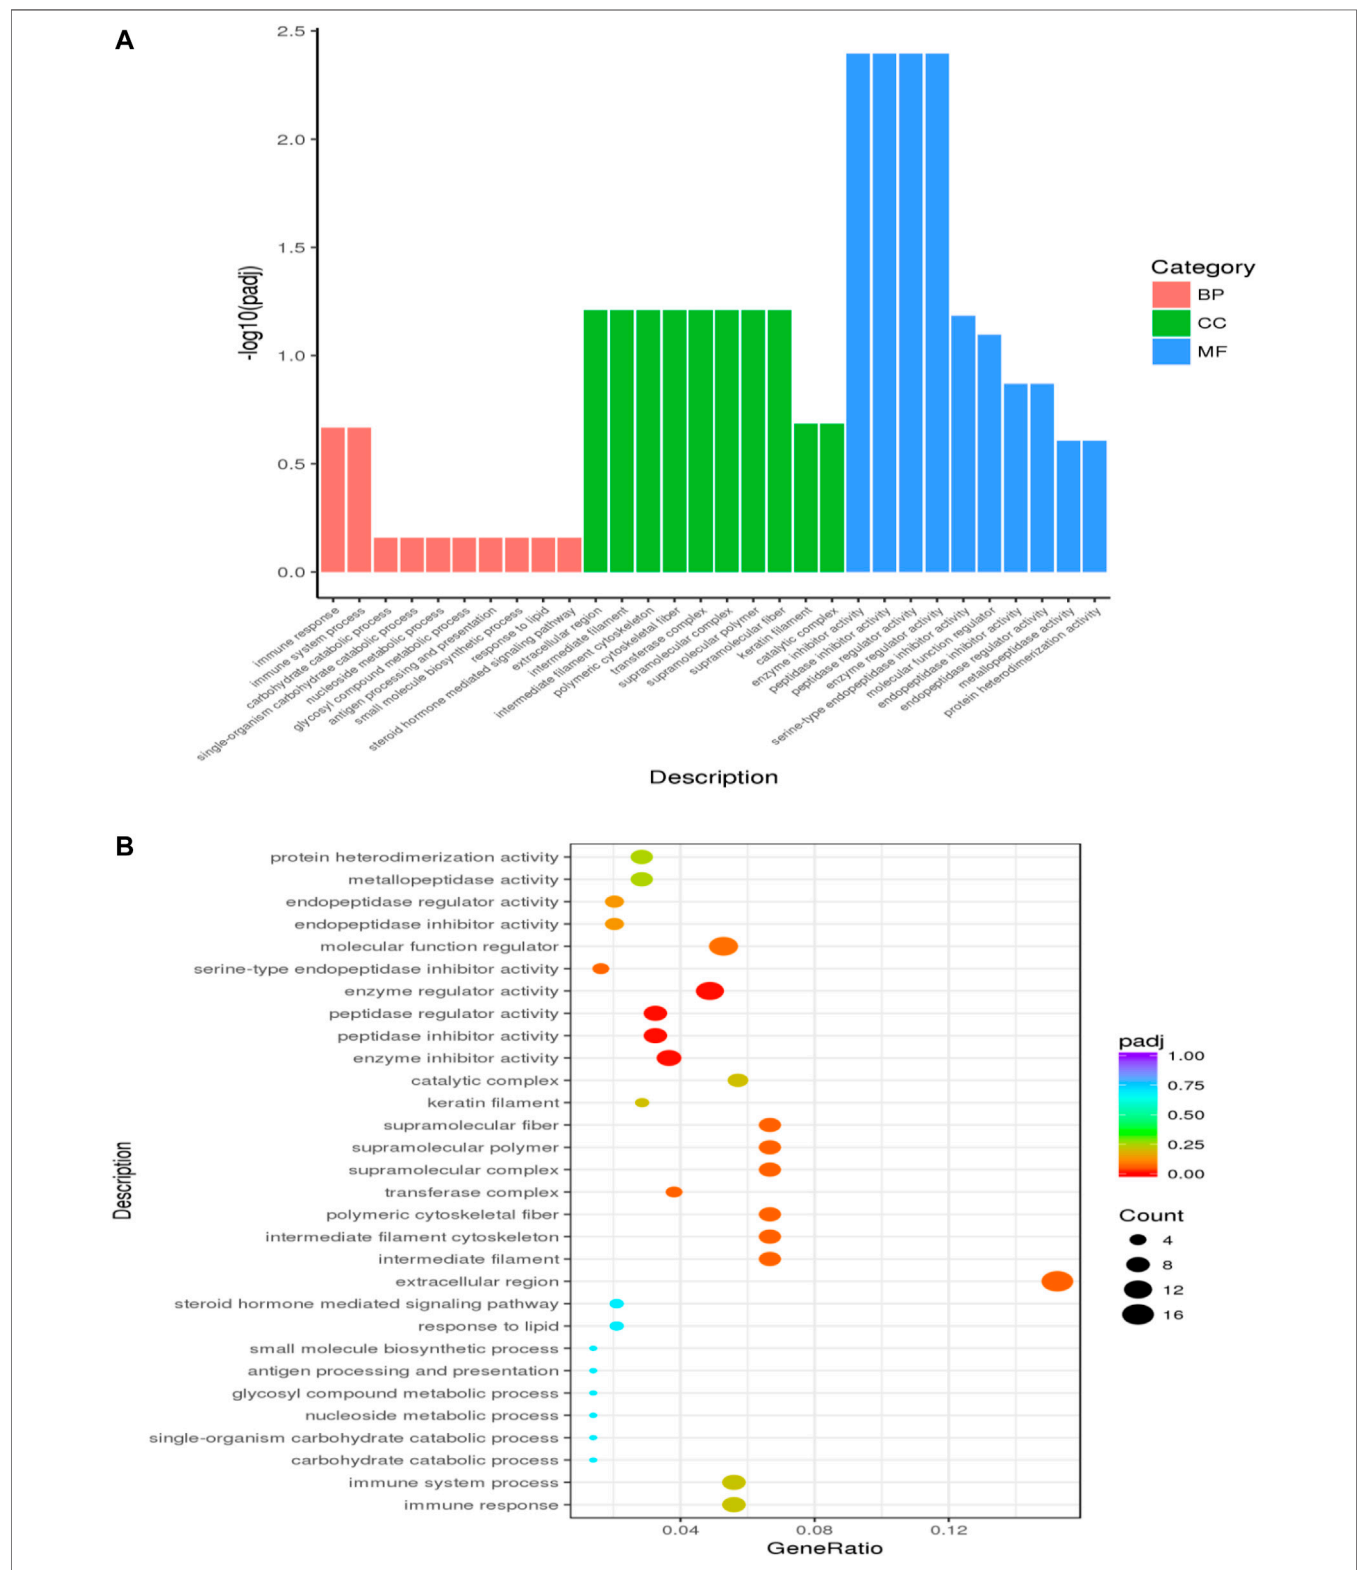 A
2.5
2.0
1.5
1.0
0.5
0.0
-log10(padj)
immune response
immune system process
carbohydrate catabolic process
single-organism carbohydrate catabolic process
nucleoside metabolic process
glycosyl compound metabolic process
antigen processing and presentation
small molecule biosynthetic process
response to lipid
steroid hormone mediated signaling pathway
extracellular region
intermediate filament
intermediate filament cytoskeleton
polymeric cytoskeletal fiber
transferase complex
supramolecular complex
supramolecular polymer
supramolecular fiber
keratin filament
catalytic complex
enzyme inhibitor activity
peptidase inhibitor activity
peptidase regulator activity
enzyme regulator activity
serine-type endopeptidase inhibitor activity
molecular function regulator
endopeptidase inhibitor activity
endopeptidase regulator activity
metallopeptidase activity
protein heterodimerization activity
Description
Category
BP
CC
MF
B
protein heterodimerization activity
metallopeptidase activity
endopeptidase regulator activity
endopeptidase inhibitor activity
molecular function regulator
serine-type endopeptidase inhibitor activity
enzyme regulator activity
peptidase regulator activity
peptidase inhibitor activity
enzyme inhibitor activity
catalytic complex
keratin filament
supramolecular fiber
supramolecular polymer
supramolecular complex
transferase complex
polymeric cytoskeletal fiber
intermediate filament cytoskeleton
intermediate filament
extracellular region
steroid hormone mediated signaling pathway
response to lipid
small molecule biosynthetic process
antigen processing and presentation
glycosyl compound metabolic process
nucleoside metabolic process
single-organism carbohydrate catabolic process
carbohydrate catabolic process
immune system process
immune response
Description
0.04
0.08
0.12
GeneRatio
padj
1.00
0.75
0.50
0.25
0.00
Count
4
8
12
16